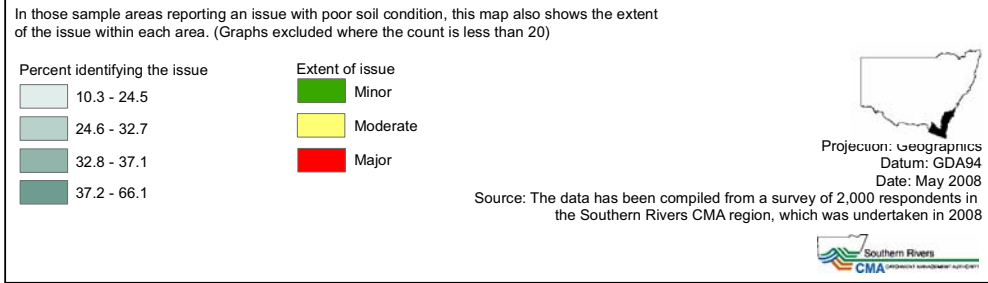 In those sample areas reporting an issue with poor soil condition, this map also shows the extent
of the issue within each area. (Graphs excluded where the count is less than 20)
Percent identifying the issue
10.3 - 24.5
24.6 - 32.7
32.8 - 37.1
37.2 - 66.1
Extent of issue
Minor
Moderate
Major
Projection: Geographics
Datum: GDA94
Date: May 2008
Source: The data has been compiled from a survey of 2,000 respondents in
the Southern Rivers CMA region, which was undertaken in 2008
Southern Rivers
CMA CATCHMENT MANAGEMENT AUTHORITY